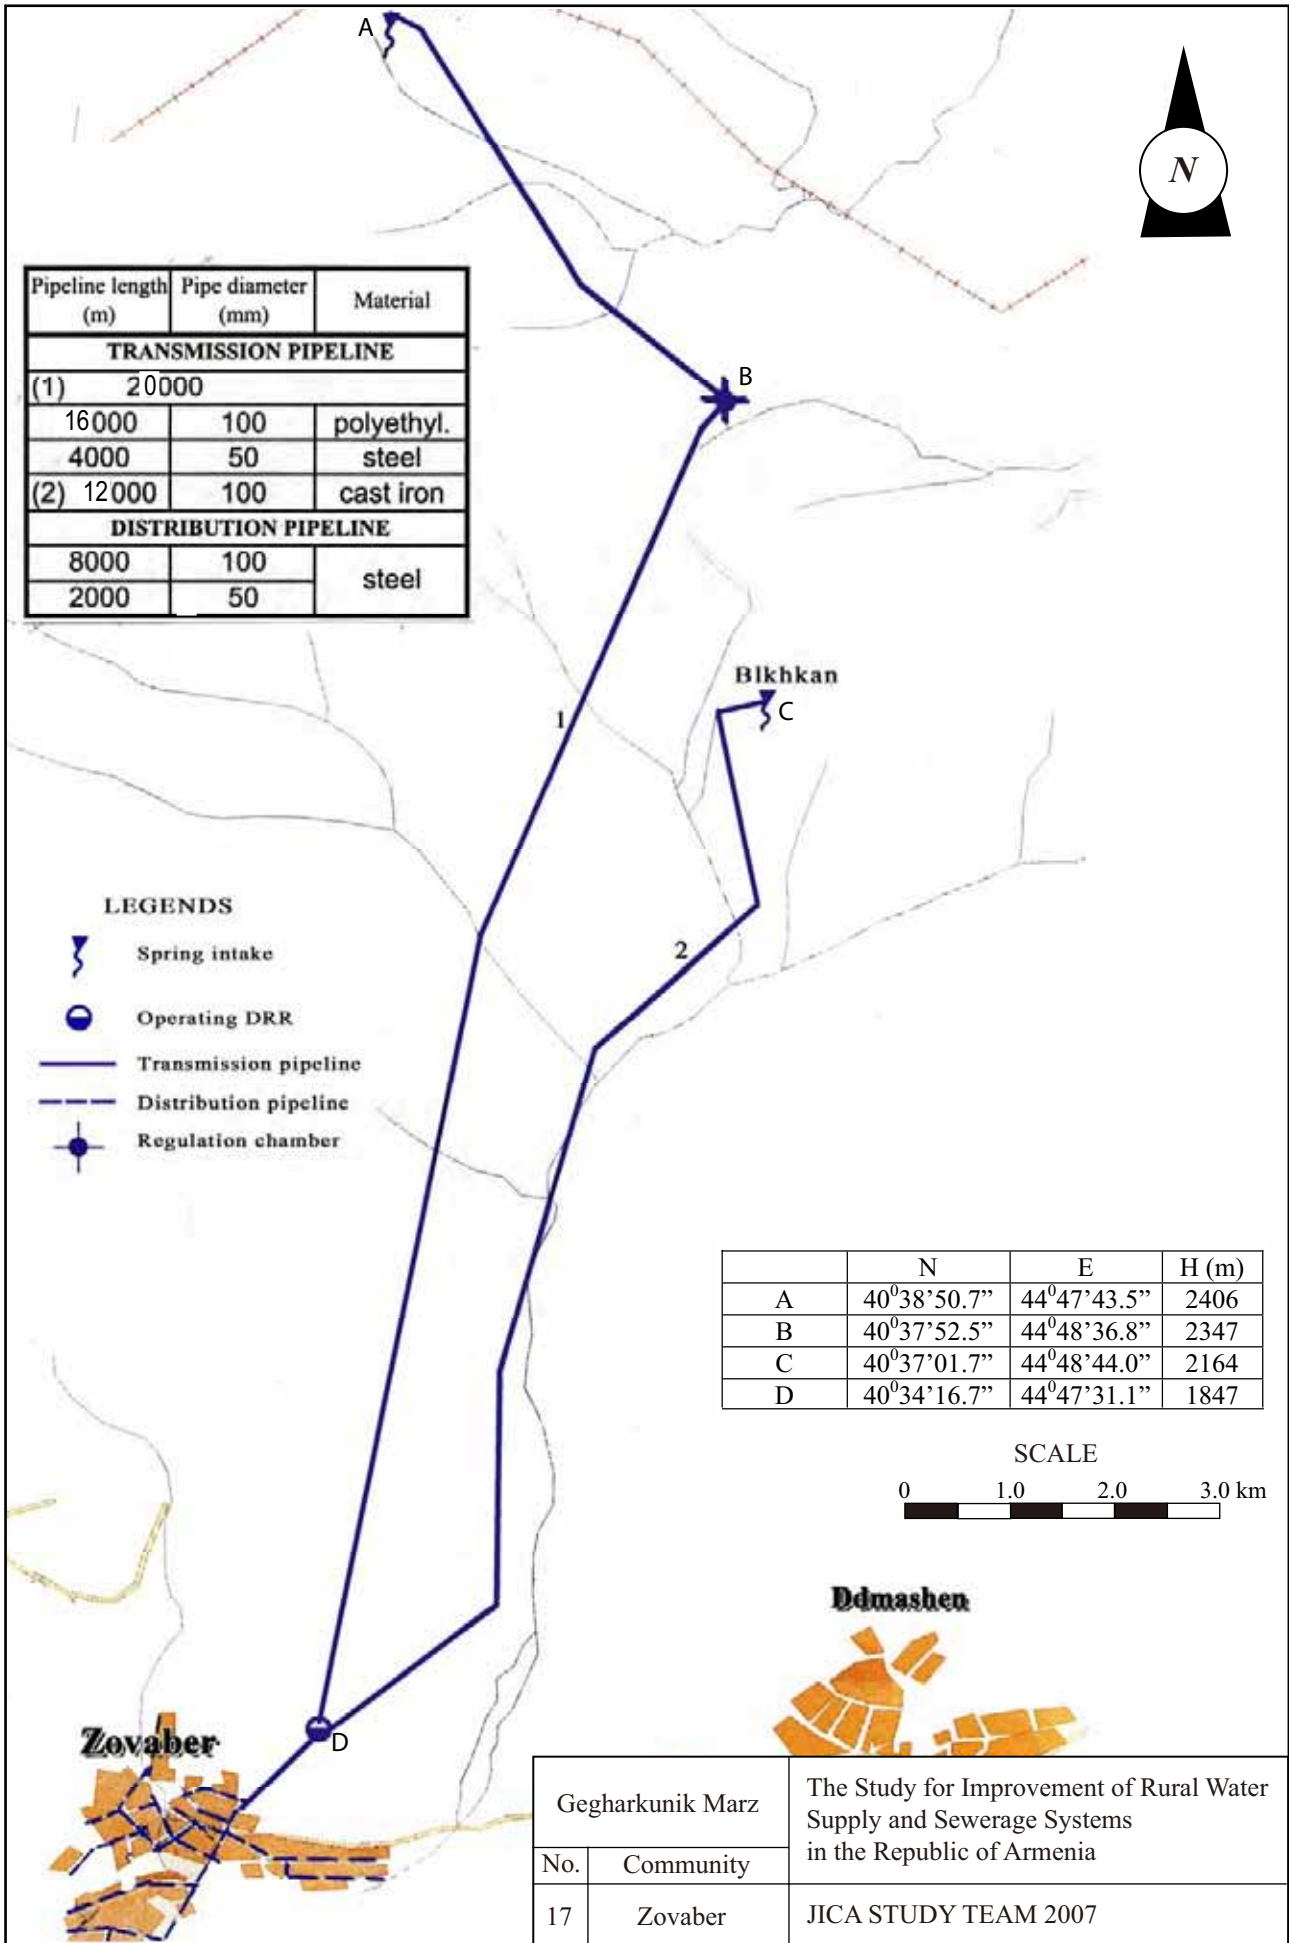 A
N
Pipeline length (m) Pipe diameter (mm) Material
TRANSMISSION PIPELINE
(1) 20000
16000 100 polyethyl.
4000 50 steel
(2) 12000 100 cast iron
DISTRIBUTION PIPELINE
8000 100 steel
2000 50
B
Blkhkan
C
1
2
LEGENDS
Spring intake
Operating DRR
Transmission pipeline
Distribution pipeline
Regulation chamber
N E H (m)
A 40⁰38’50.7” 44⁰47’43.5” 2406
B 40⁰37’52.5” 44⁰48’36.8” 2347
C 40⁰37’01.7” 44⁰48’44.0” 2164
D 40⁰34’16.7” 44⁰47’31.1” 1847
SCALE
0 1.0 2.0 3.0 km
Ddmashen
Zovaber
D
Gegharkunik Marz
The Study for Improvement of Rural Water
Supply and Sewerage Systems
in the Republic of Armenia
No. Community
17 Zovaber
JICA STUDY TEAM 2007